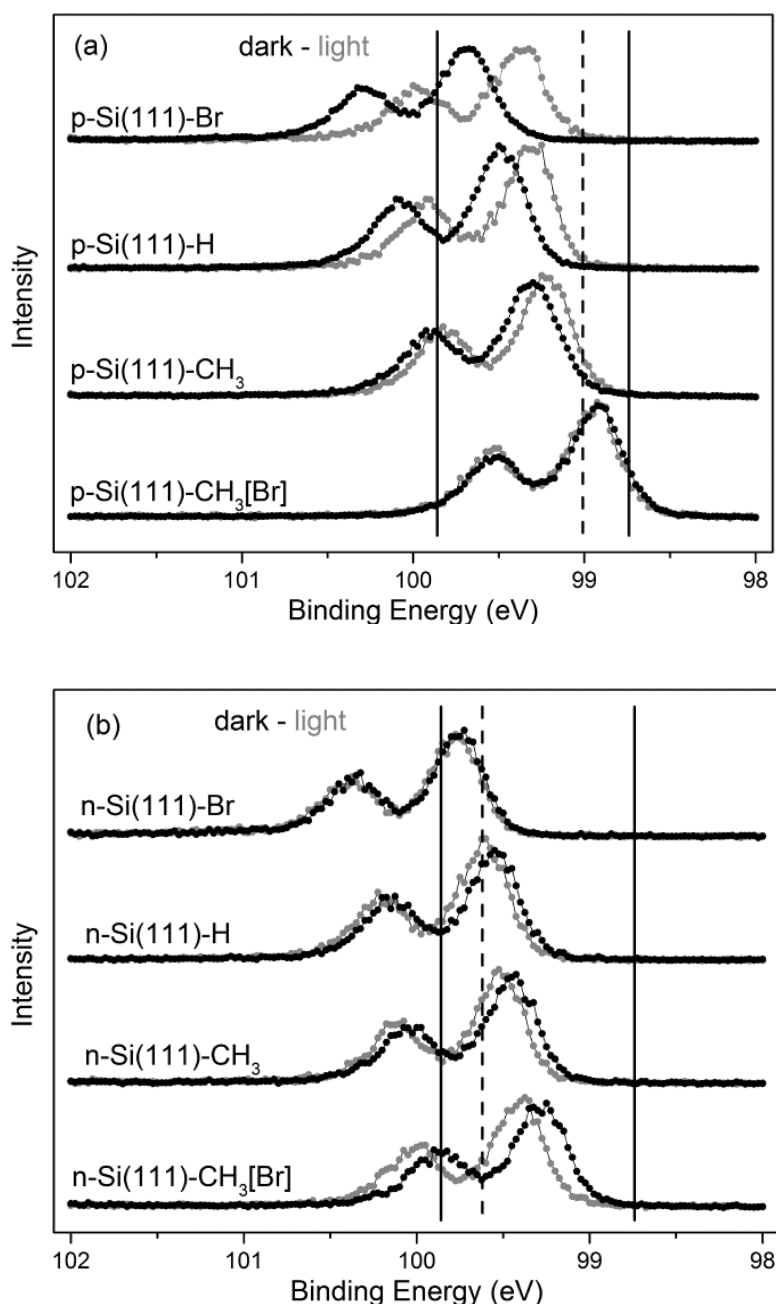 (a)
dark - light
p-Si(111)-Br
p-Si(111)-H
p-Si(111)-CH₃
p-Si(111)-CH₃[Br]
Intensity
102 101 100 99 98
Binding Energy (eV)
(b)
dark - light
n-Si(111)-Br
n-Si(111)-H
n-Si(111)-CH₃
n-Si(111)-CH₃[Br]
Intensity
102 101 100 99 98
Binding Energy (eV)